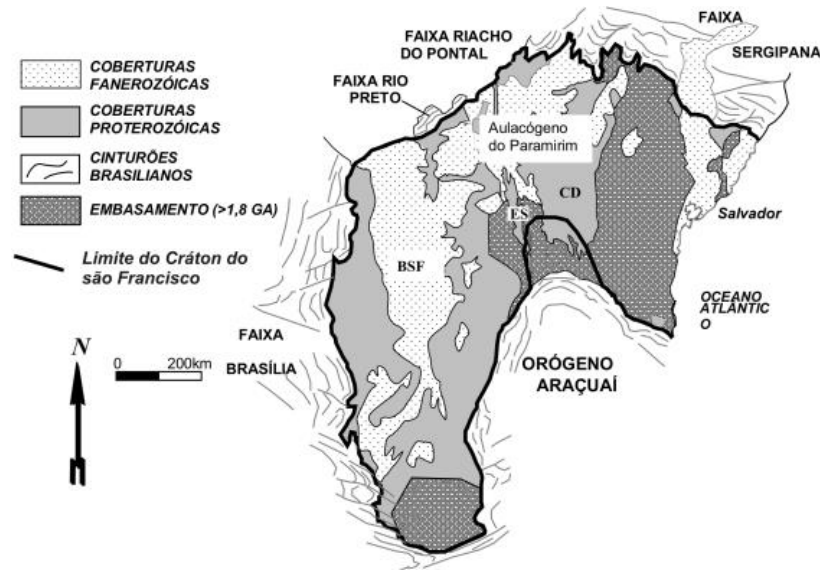 FAIXA
SERGIPANA
FAIXA RIACHO
DO PONTAL
FAIXA RIO
PRETO
COBERTURAS
FANEROZÓICAS
COBERTURAS
PROTEROZÓICAS
CINTURÕES
BRASILIANOS
EMBASAMENTO (>1,8 GA)
Limite do Cráton do
são Francisco
Aulacógeno
do Paramirim
CD
ES
BSF
Salvador
OCEANO
ATLÂNTIC
O
FAIXA
BRASÍLIA
ORÓGENO
ARAÇUAÍ
N
0 200km